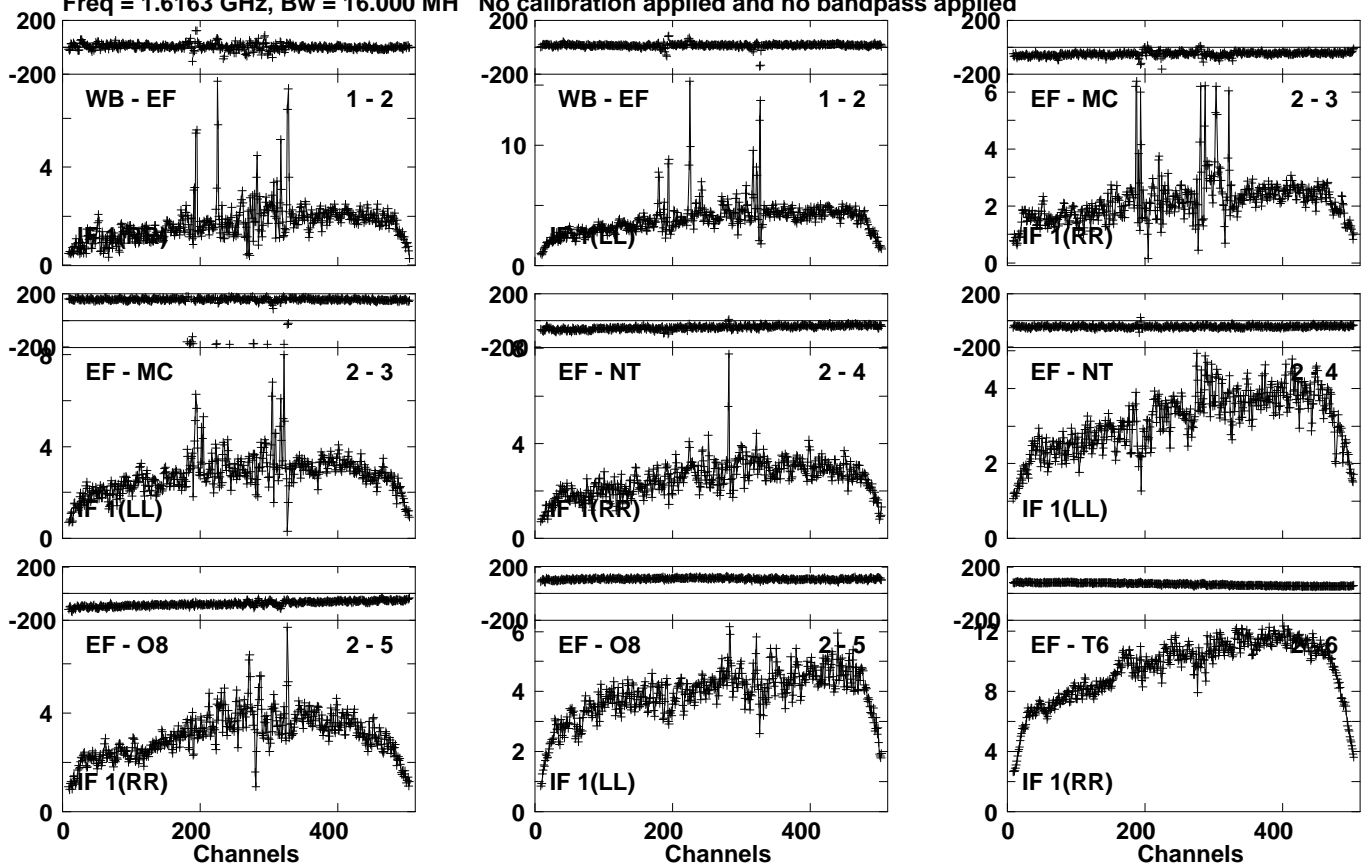 Freq = 1.6163 GHz, Bw = 16.000 MH No calibration applied and no bandpass applied
200 200 200
-200 -200 -200
WB - EF 1 - 2 WB - EF 1 - 2 EF - MC 2 - 3
6
10
4 4
2
IF 1(LL) IF 1(RR)
0 0 0
200 200 200
-200 -200 -200
8 8
EF - MC 2 - 3 EF - NT 2 - 4 EF - NT 2 - 4
4 4 4
2
IF 1(LL) IF 1(RR) IF 1(LL)
0 0 0
200 200 200
-200 -200 -200
6 12
EF - O8 2 - 5 EF - O8 2 - 5 EF - T6 2 - 6
8
4 4
4
2
IF 1(RR) IF 1(LL) IF 1(RR)
0 0 0
0 200 400 0 200 400 0 200 400
Channels Channels Channels